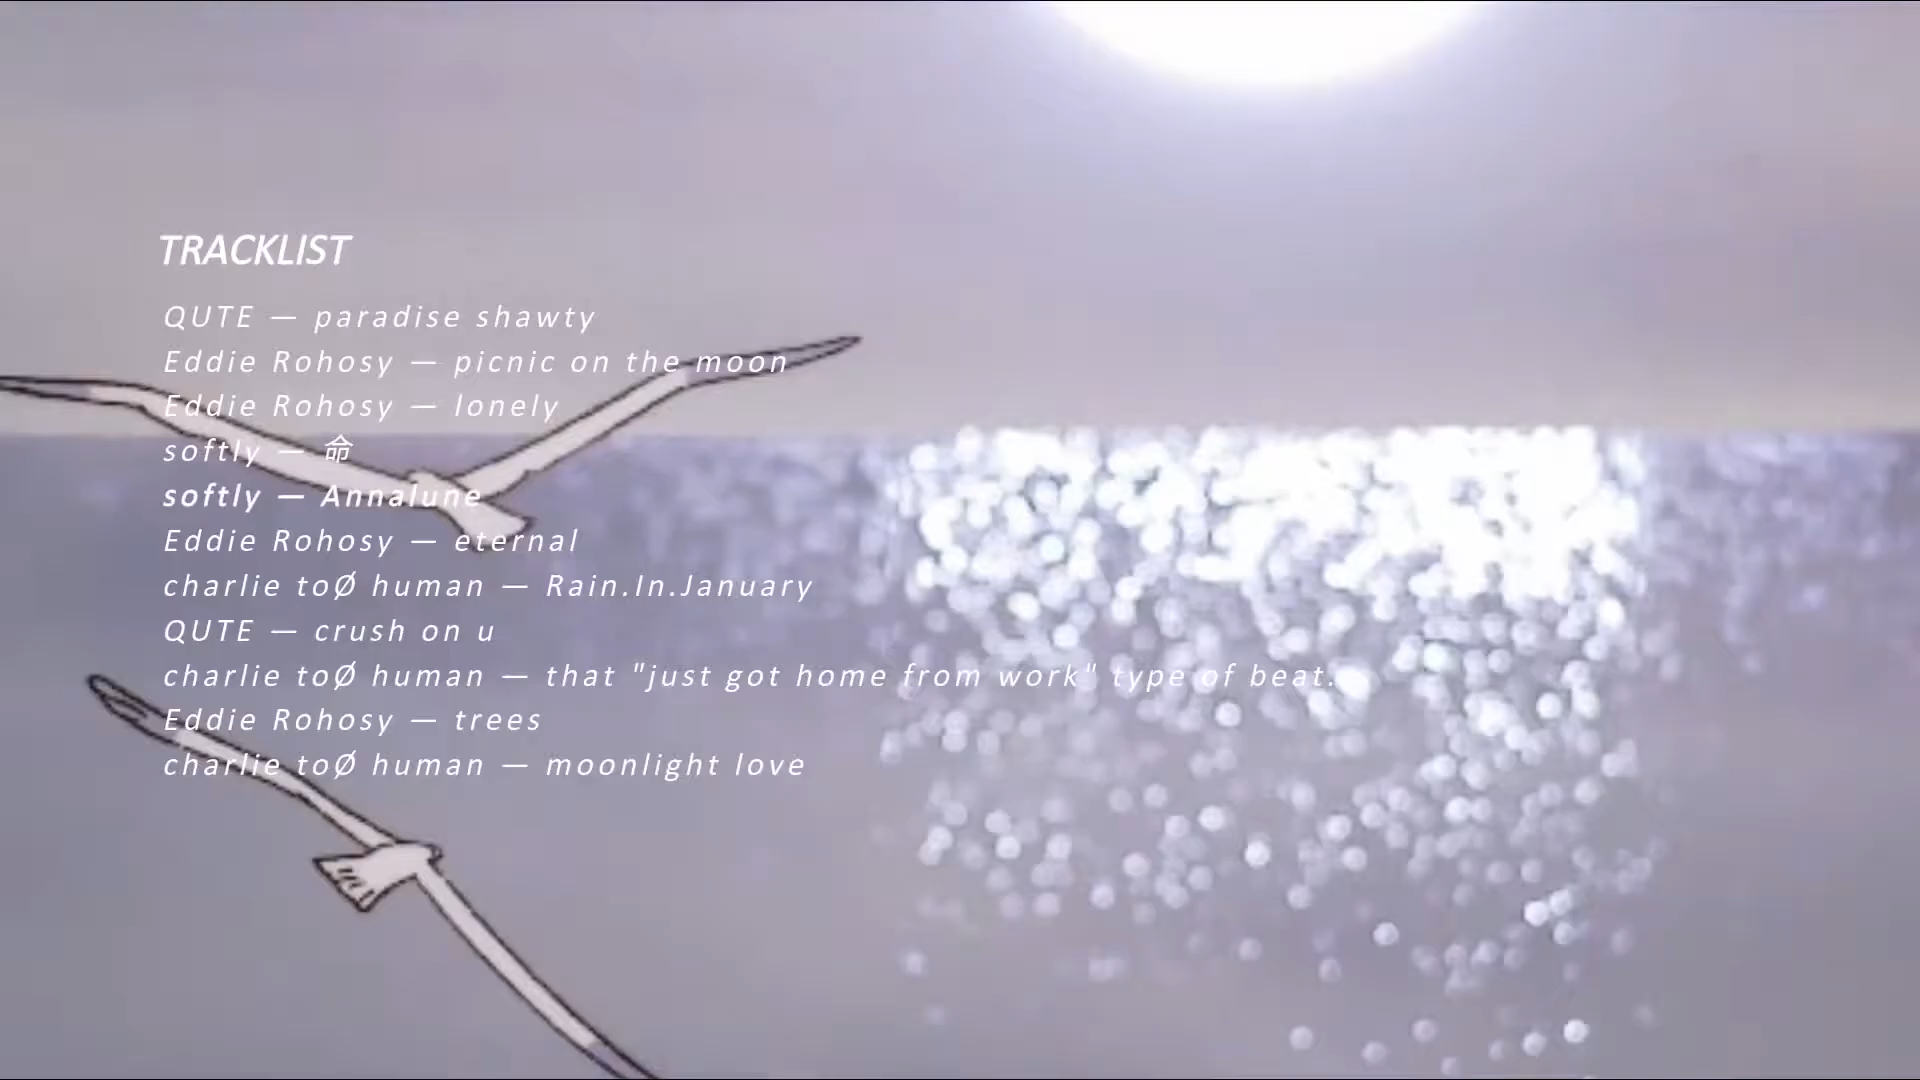 TRACKLIST
QUTE — paradise shawty
Eddie Rohosy — picnic on the moon
Eddie Rohosy — lonely
softly — 命
softly — Annalune
Eddie Rohosy — eternal
charlie toØ human — Rain.In.January
QUTE — crush on u
charlie toØ human — that "just got home from work" type of beat.
Eddie Rohosy — trees
charlie toØ human — moonlight love